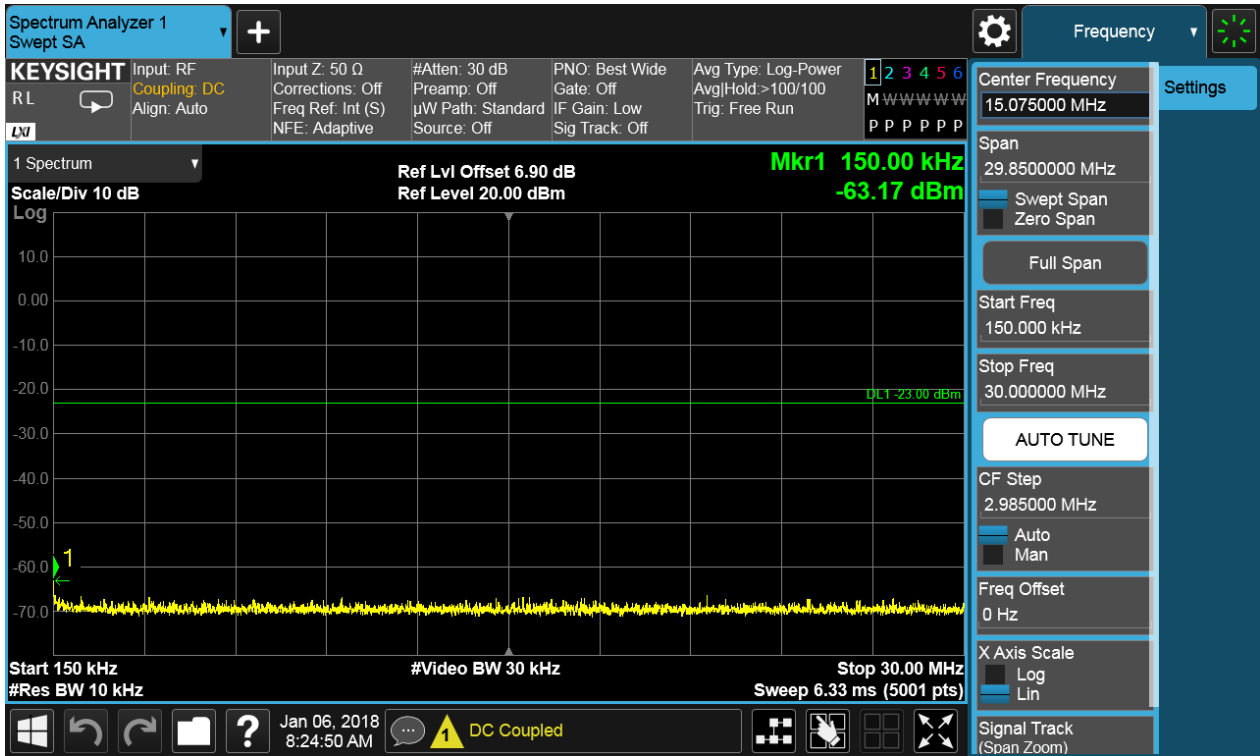 Spectrum Analyzer 1
Swept SA
+
Frequency
KEYSIGHT
RL
LXI
Input: RF
Coupling: DC
Align: Auto
Input Z: 50 Ω
Corrections: Off
Freq Ref: Int (S)
NFE: Adaptive
#Atten: 30 dB
Preamp: Off
µW Path: Standard
Source: Off
PNO: Best Wide
Gate: Off
IF Gain: Low
Sig Track: Off
Avg Type: Log-Power
Avg|Hold:>100/100
Trig: Free Run
1 2 3 4 5 6
M W W W W W
P P P P P P
1 Spectrum
Scale/Div 10 dB
Log
Ref Lvl Offset 6.90 dB
Ref Level 20.00 dBm
Mkr1 150.00 kHz
-63.17 dBm
10.0
0.00
-10.0
-20.0
DL1 -23.00 dBm
-30.0
-40.0
-50.0
1
-60.0
-70.0
Start 150 kHz
#Res BW 10 kHz
#Video BW 30 kHz
Stop 30.00 MHz
Sweep 6.33 ms (5001 pts)
Center Frequency
15.075000 MHz
Settings
Span
29.8500000 MHz
Swept Span
Zero Span
Full Span
Start Freq
150.000 kHz
Stop Freq
30.000000 MHz
AUTO TUNE
CF Step
2.985000 MHz
Auto
Man
Freq Offset
0 Hz
X Axis Scale
Log
Lin
Signal Track
(Span Zoom)
?
Jan 06, 2018
8:24:50 AM
1
DC Coupled